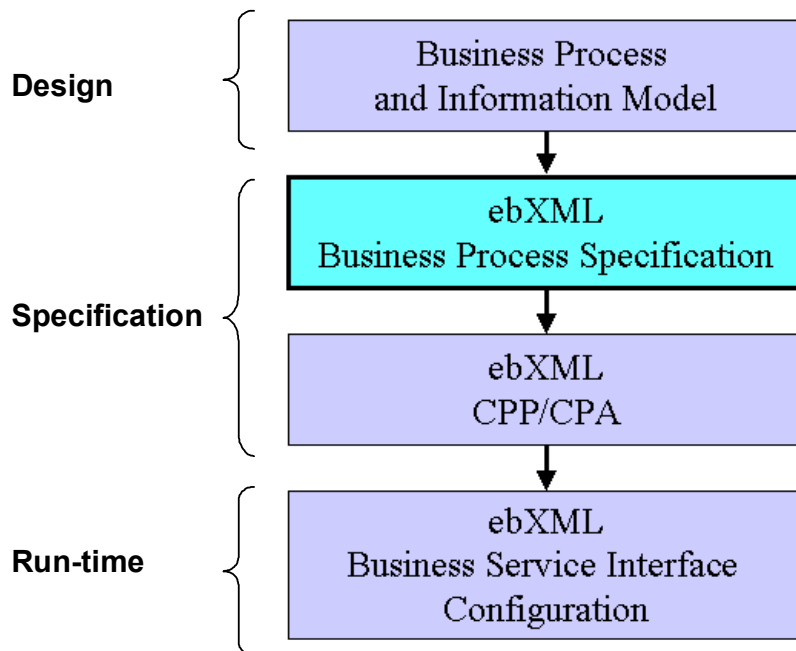 Design
Business Process
and Information Model
Specification
ebXML
Business Process Specification
ebXML
CPP/CPA
Run-time
ebXML
Business Service Interface
Configuration